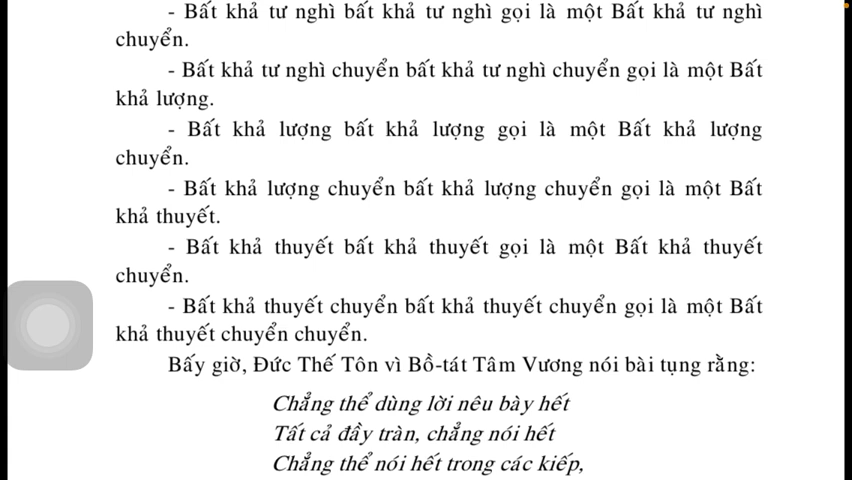 - Bất khả tư nghì bất khả tư nghì gọi là một Bất khả tư nghì
chuyển.
- Bất khả tư nghì chuyển bất khả tư nghì chuyển gọi là một Bất
khả lượng.
- Bất khả lượng bất khả lượng gọi là một Bất khả lượng
chuyển.
- Bất khả lượng chuyển bất khả lượng chuyển gọi là một Bất
khả thuyết.
- Bất khả thuyết bất khả thuyết gọi là một Bất khả thuyết
chuyển.
- Bất khả thuyết chuyển bất khả thuyết chuyển gọi là một Bất
khả thuyết chuyển chuyển.
Bấy giờ, Đức Thế Tôn vì Bồ-tát Tâm Vương nói bài tụng rằng:
Chẳng thể dùng lời nêu bày hết
Tất cả đầy tràn, chẳng nói hết
Chẳng thể nói hết trong các kiếp,